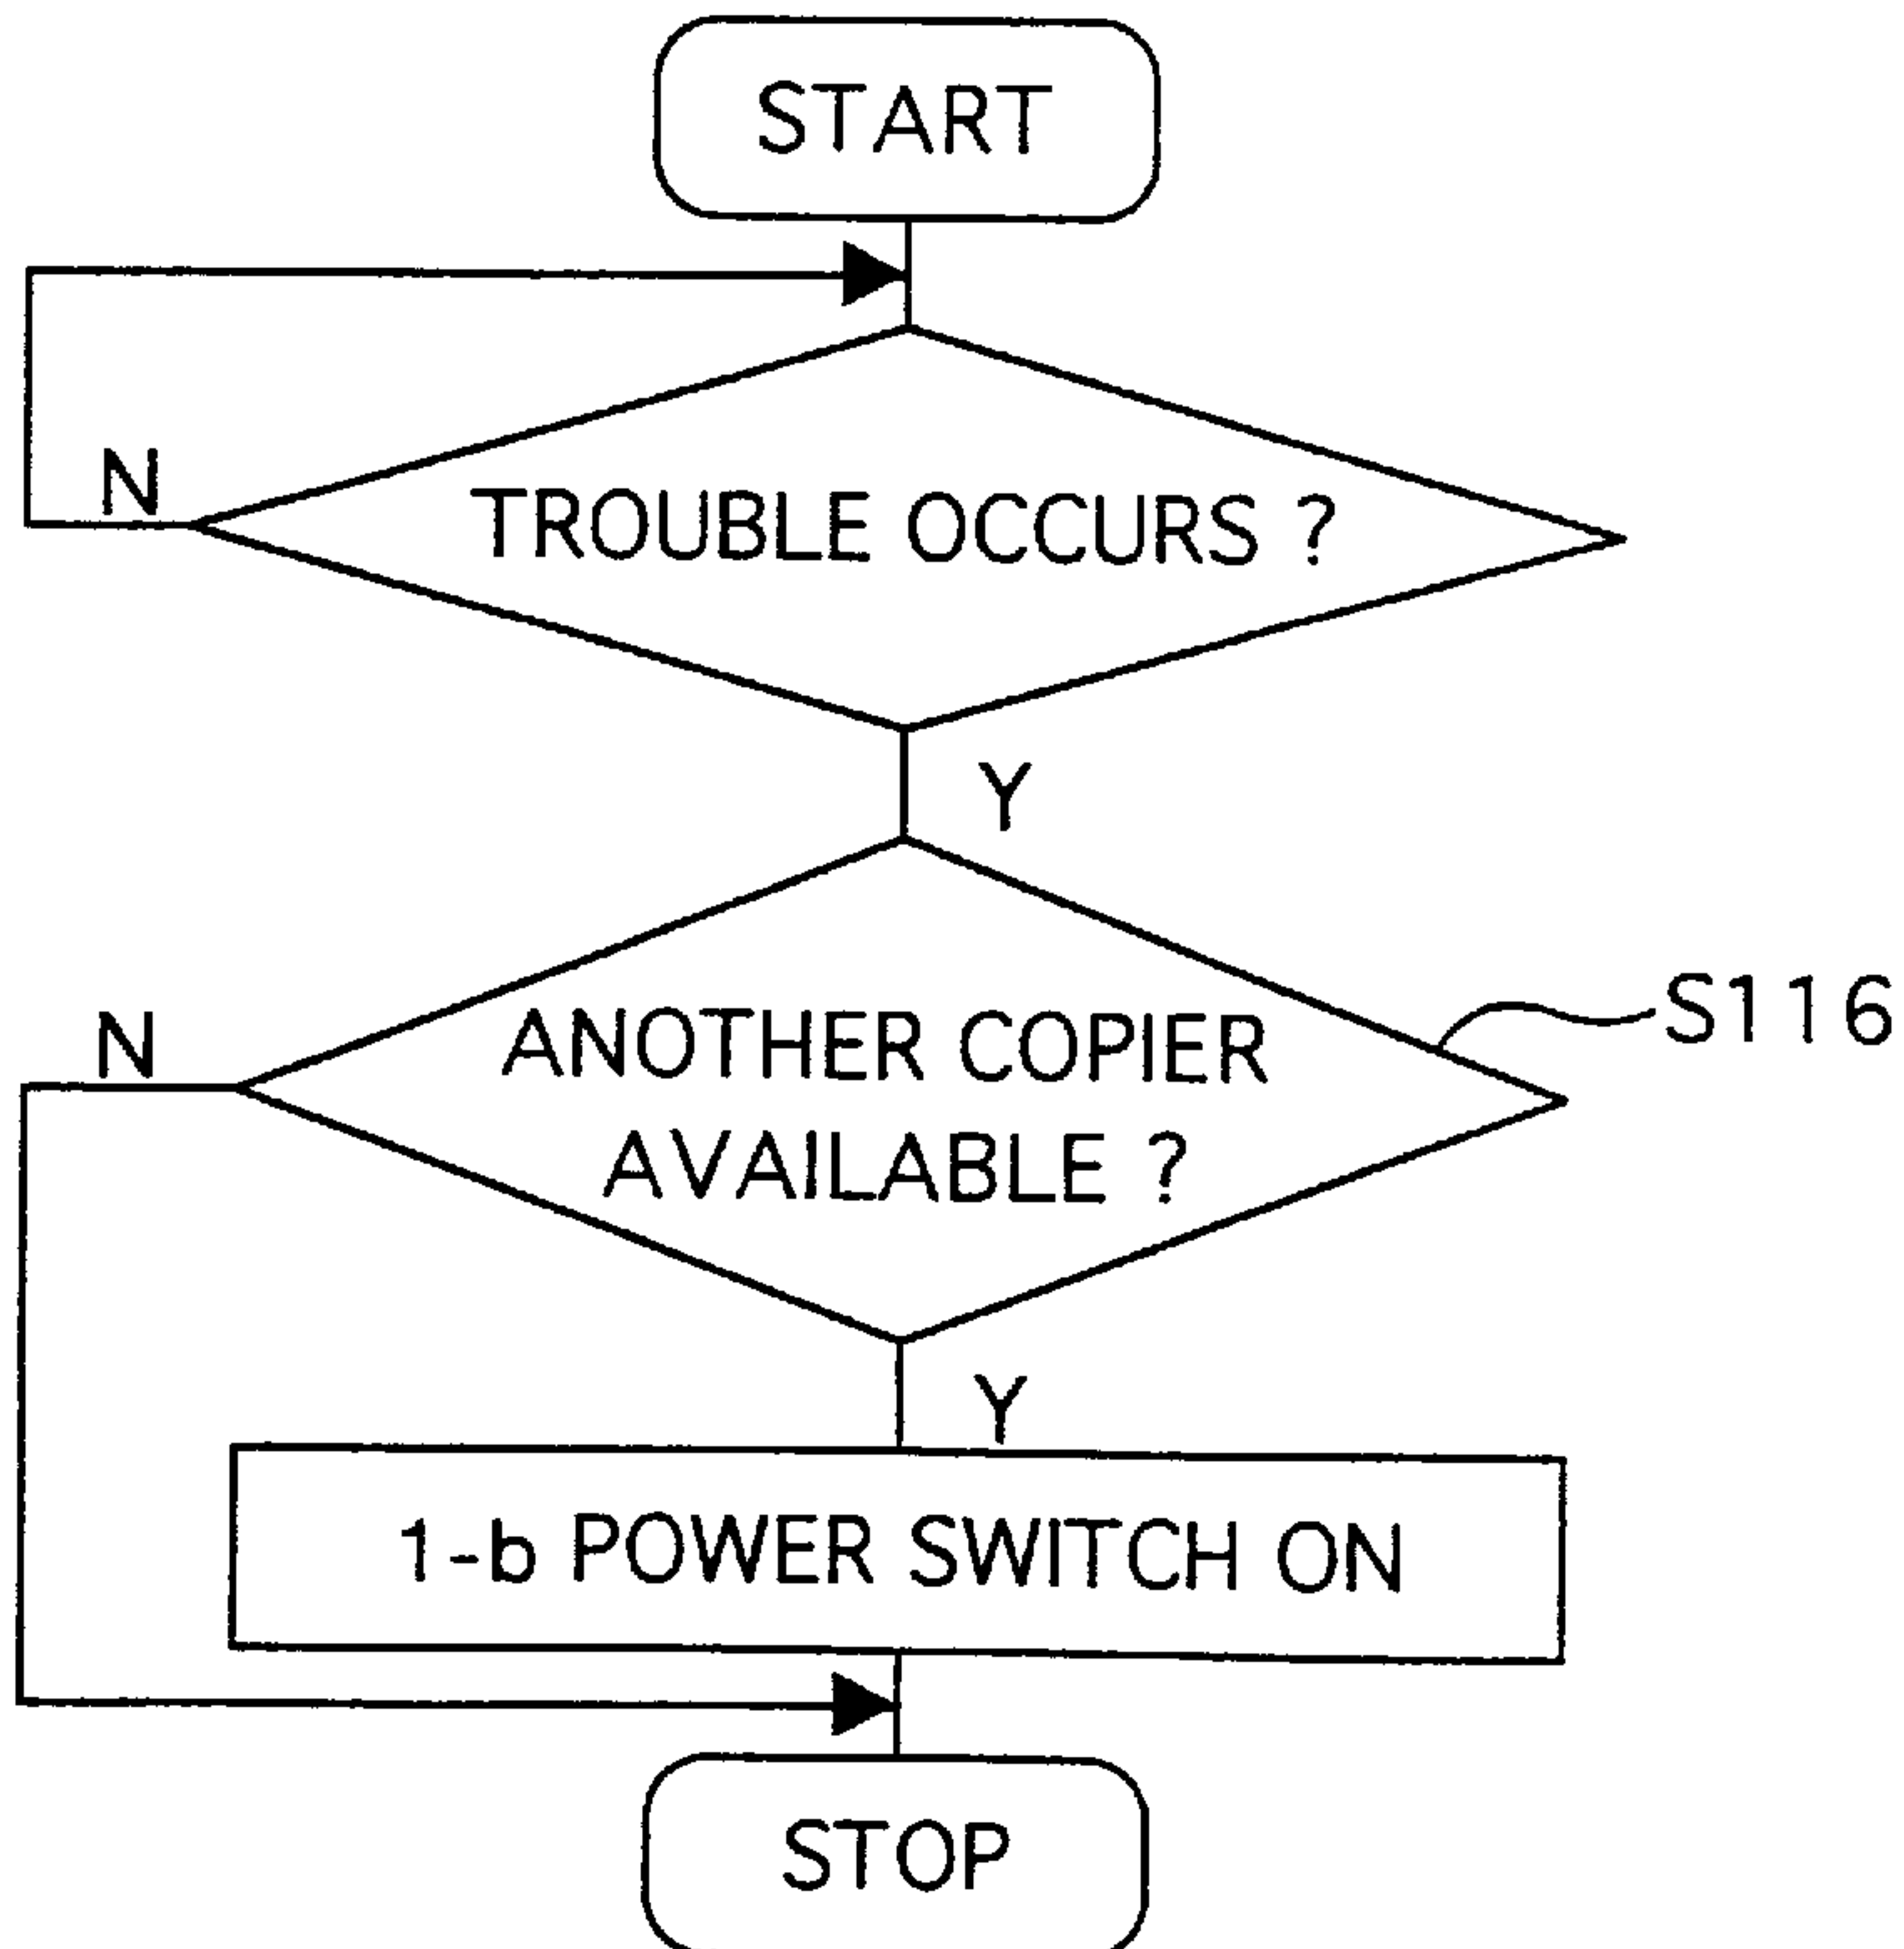 START
N
TROUBLE OCCURS ?
Y
N
ANOTHER COPIER
AVAILABLE ?
S116
Y
1-b POWER SWITCH ON
STOP